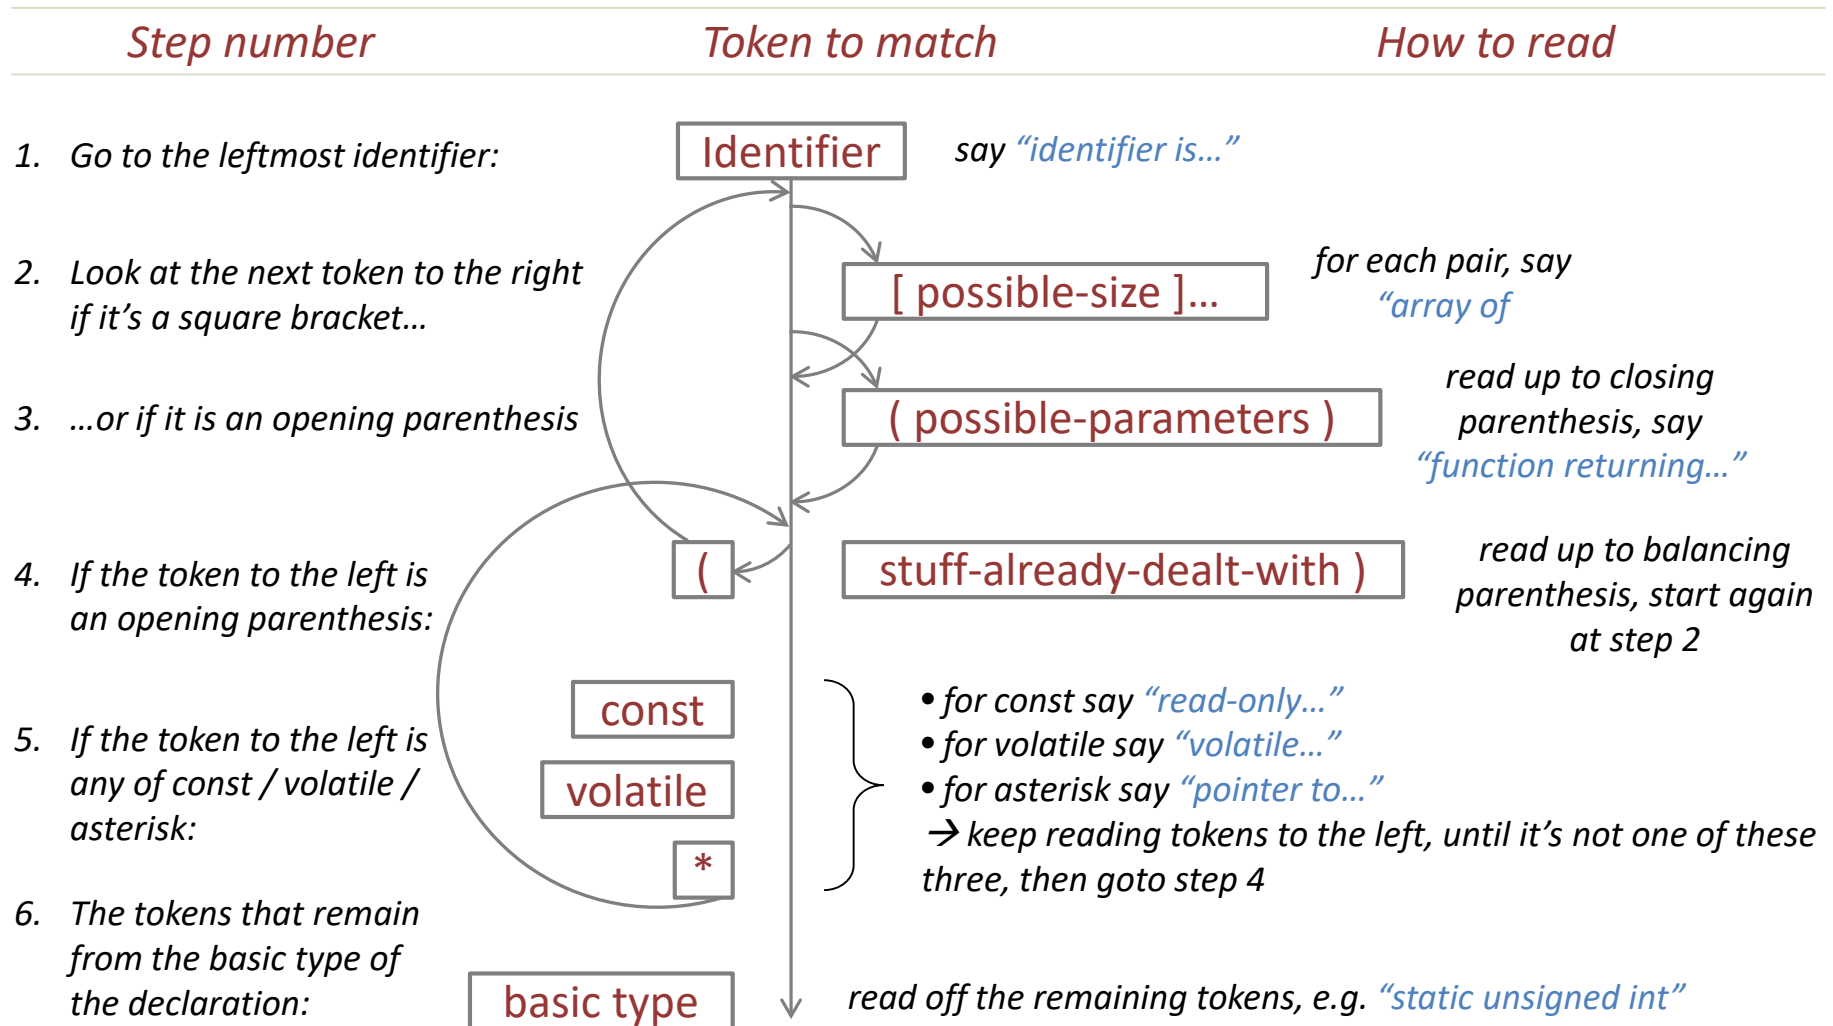 Step number Token to match How to read
1. Go to the leftmost identifier:
Identifier
say “identifier is…”
2. Look at the next token to the right
if it’s a square bracket…
[ possible-size ]…
for each pair, say
“array of
3. …or if it is an opening parenthesis
( possible-parameters )
read up to closing
parenthesis, say
“function returning…”
4. If the token to the left is
an opening parenthesis:
(
stuff-already-dealt-with )
read up to balancing
parenthesis, start again
at step 2
5. If the token to the left is
any of const / volatile /
asterisk:
const
volatile
*
• for const say “read-only…”
• for volatile say “volatile…”
• for asterisk say “pointer to…”
→ keep reading tokens to the left, until it’s not one of these
three, then goto step 4
6. The tokens that remain
from the basic type of
the declaration:
basic type
read off the remaining tokens, e.g. “static unsigned int”